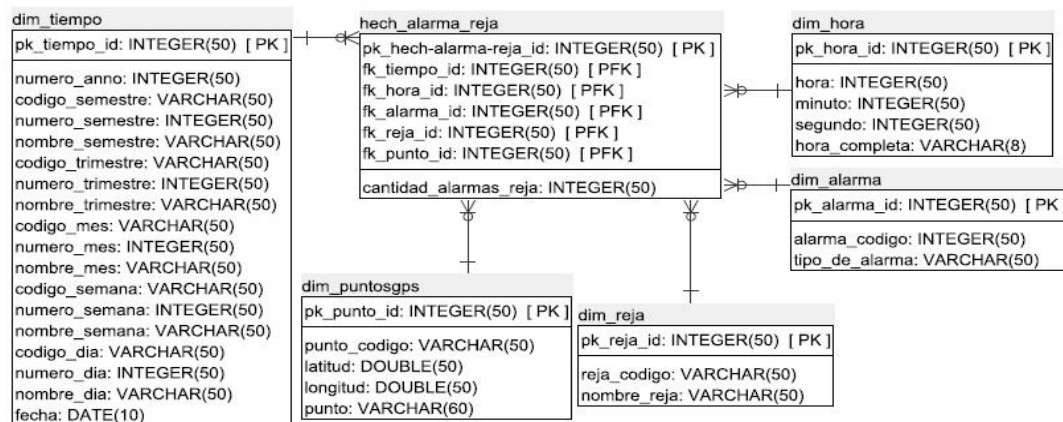 dim_tiempo
pk_tiempo_id: INTEGER(50) [ PK ]
numero_anno: INTEGER(50)
codigo_semestre: VARCHAR(50)
numero_semestre: INTEGER(50)
nombre_semestre: VARCHAR(50)
codigo_trimestre: VARCHAR(50)
numero_trimestre: INTEGER(50)
nombre_trimestre: VARCHAR(50)
codigo_mes: VARCHAR(50)
numero_mes: INTEGER(50)
nombre_mes: VARCHAR(50)
codigo_semana: VARCHAR(50)
numero_semana: INTEGER(50)
nombre_semana: VARCHAR(50)
codigo_dia: VARCHAR(50)
numero_dia: INTEGER(50)
nombre_dia: VARCHAR(50)
fecha: DATE(10)
hech_alarma_reja
pk_hech-alarma-reja_id: INTEGER(50) [ PK ]
fk_tiempo_id: INTEGER(50) [ PFK ]
fk_hora_id: INTEGER(50) [ PFK ]
fk_alarma_id: INTEGER(50) [ PFK ]
fk_reja_id: INTEGER(50) [ PFK ]
fk_punto_id: INTEGER(50) [ PFK ]
cantidad_alarmas_reja: INTEGER(50)
dim_hora
pk_hora_id: INTEGER(50) [ PK ]
hora: INTEGER(50)
minuto: INTEGER(50)
segundo: INTEGER(50)
hora_completa: VARCHAR(8)
dim_alarma
pk_alarma_id: INTEGER(50) [ PK
alarma_codigo: INTEGER(50)
tipo_de_alarma: VARCHAR(50)
dim_puntosgps
pk_punto_id: INTEGER(50) [ PK ]
punto_codigo: VARCHAR(50)
latitud: DOUBLE(50)
longitud: DOUBLE(50)
punto: VARCHAR(60)
dim_reja
pk_reja_id: INTEGER(50) [ PK ]
reja_codigo: VARCHAR(50)
nombre_reja: VARCHAR(50)